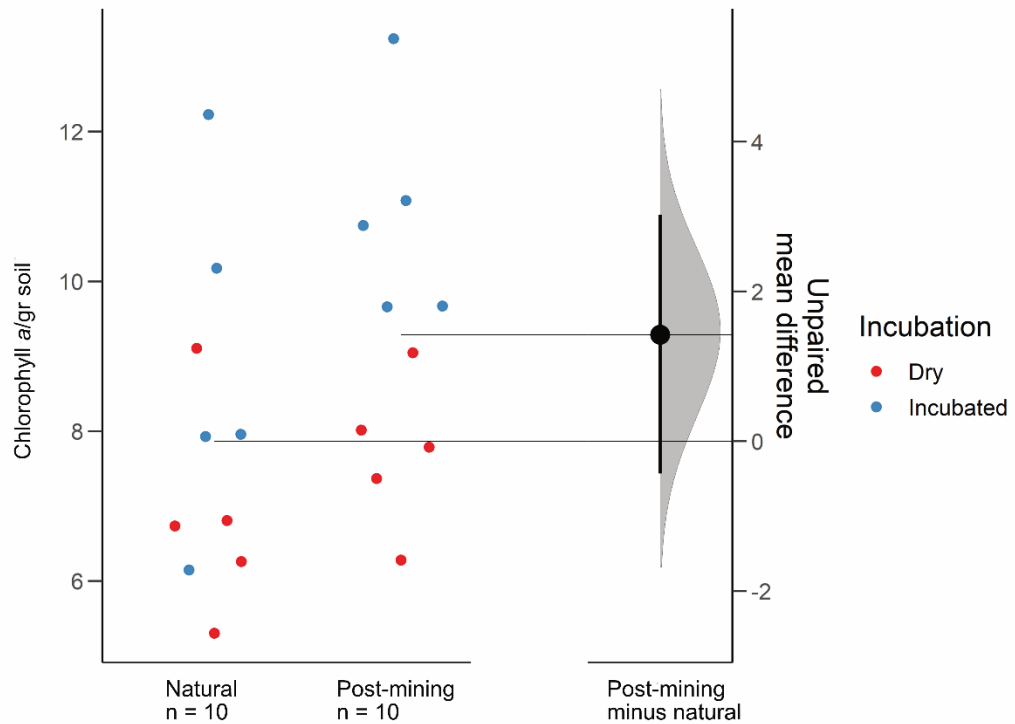 12
10
8
6
Chlorophyll a/gr soil
4
2
0
-2
Unpaired
mean difference
Natural
n = 10
Post-mining
n = 10
Post-mining
minus natural
Incubation
Dry
Incubated